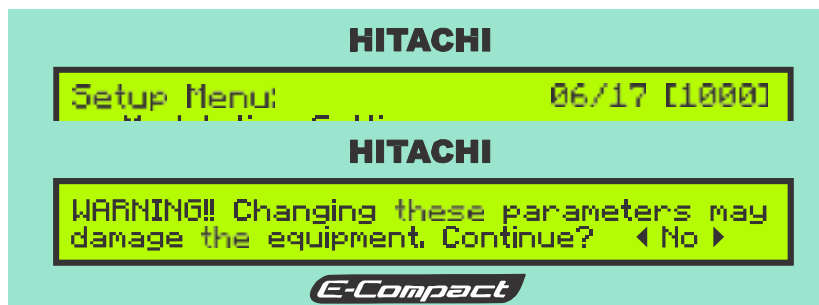 HITACHI
Setup Menu: 06/17 [1000]
HITACHI
WARNING!! Changing these parameters may
damage the equipment. Continue? ◀ No ▶
E-Compact